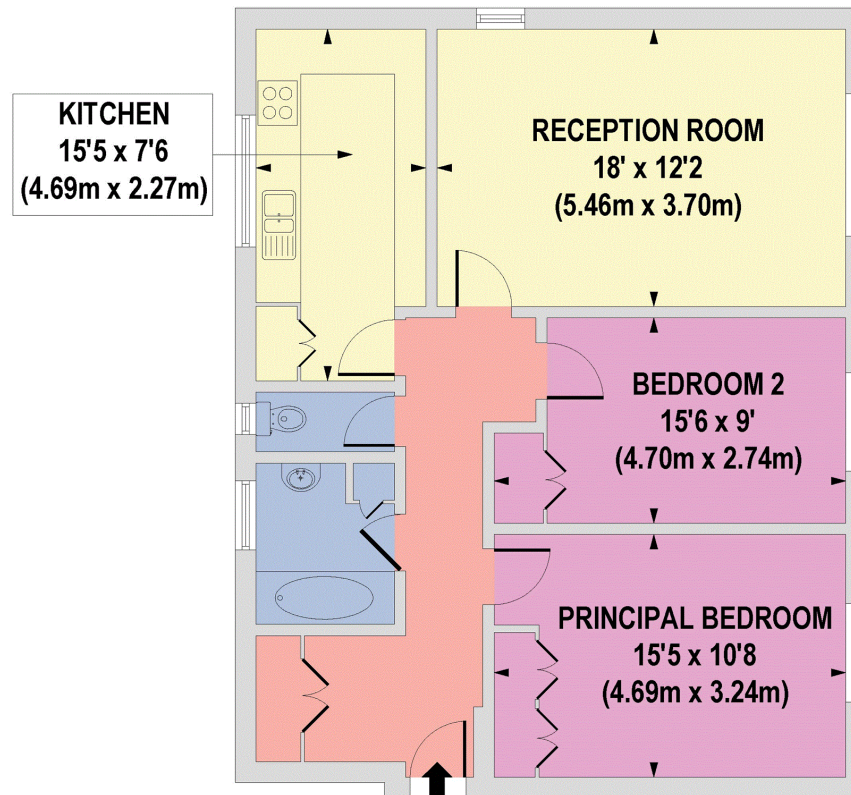 KITCHEN
15'5 x 7'6
(4.69m x 2.27m)
RECEPTION ROOM
18' x 12'2
(5.46m x 3.70m)
BEDROOM 2
15'6 x 9'
(4.70m x 2.74m)
PRINCIPAL BEDROOM
15'5 x 10'8
(4.69m x 3.24m)